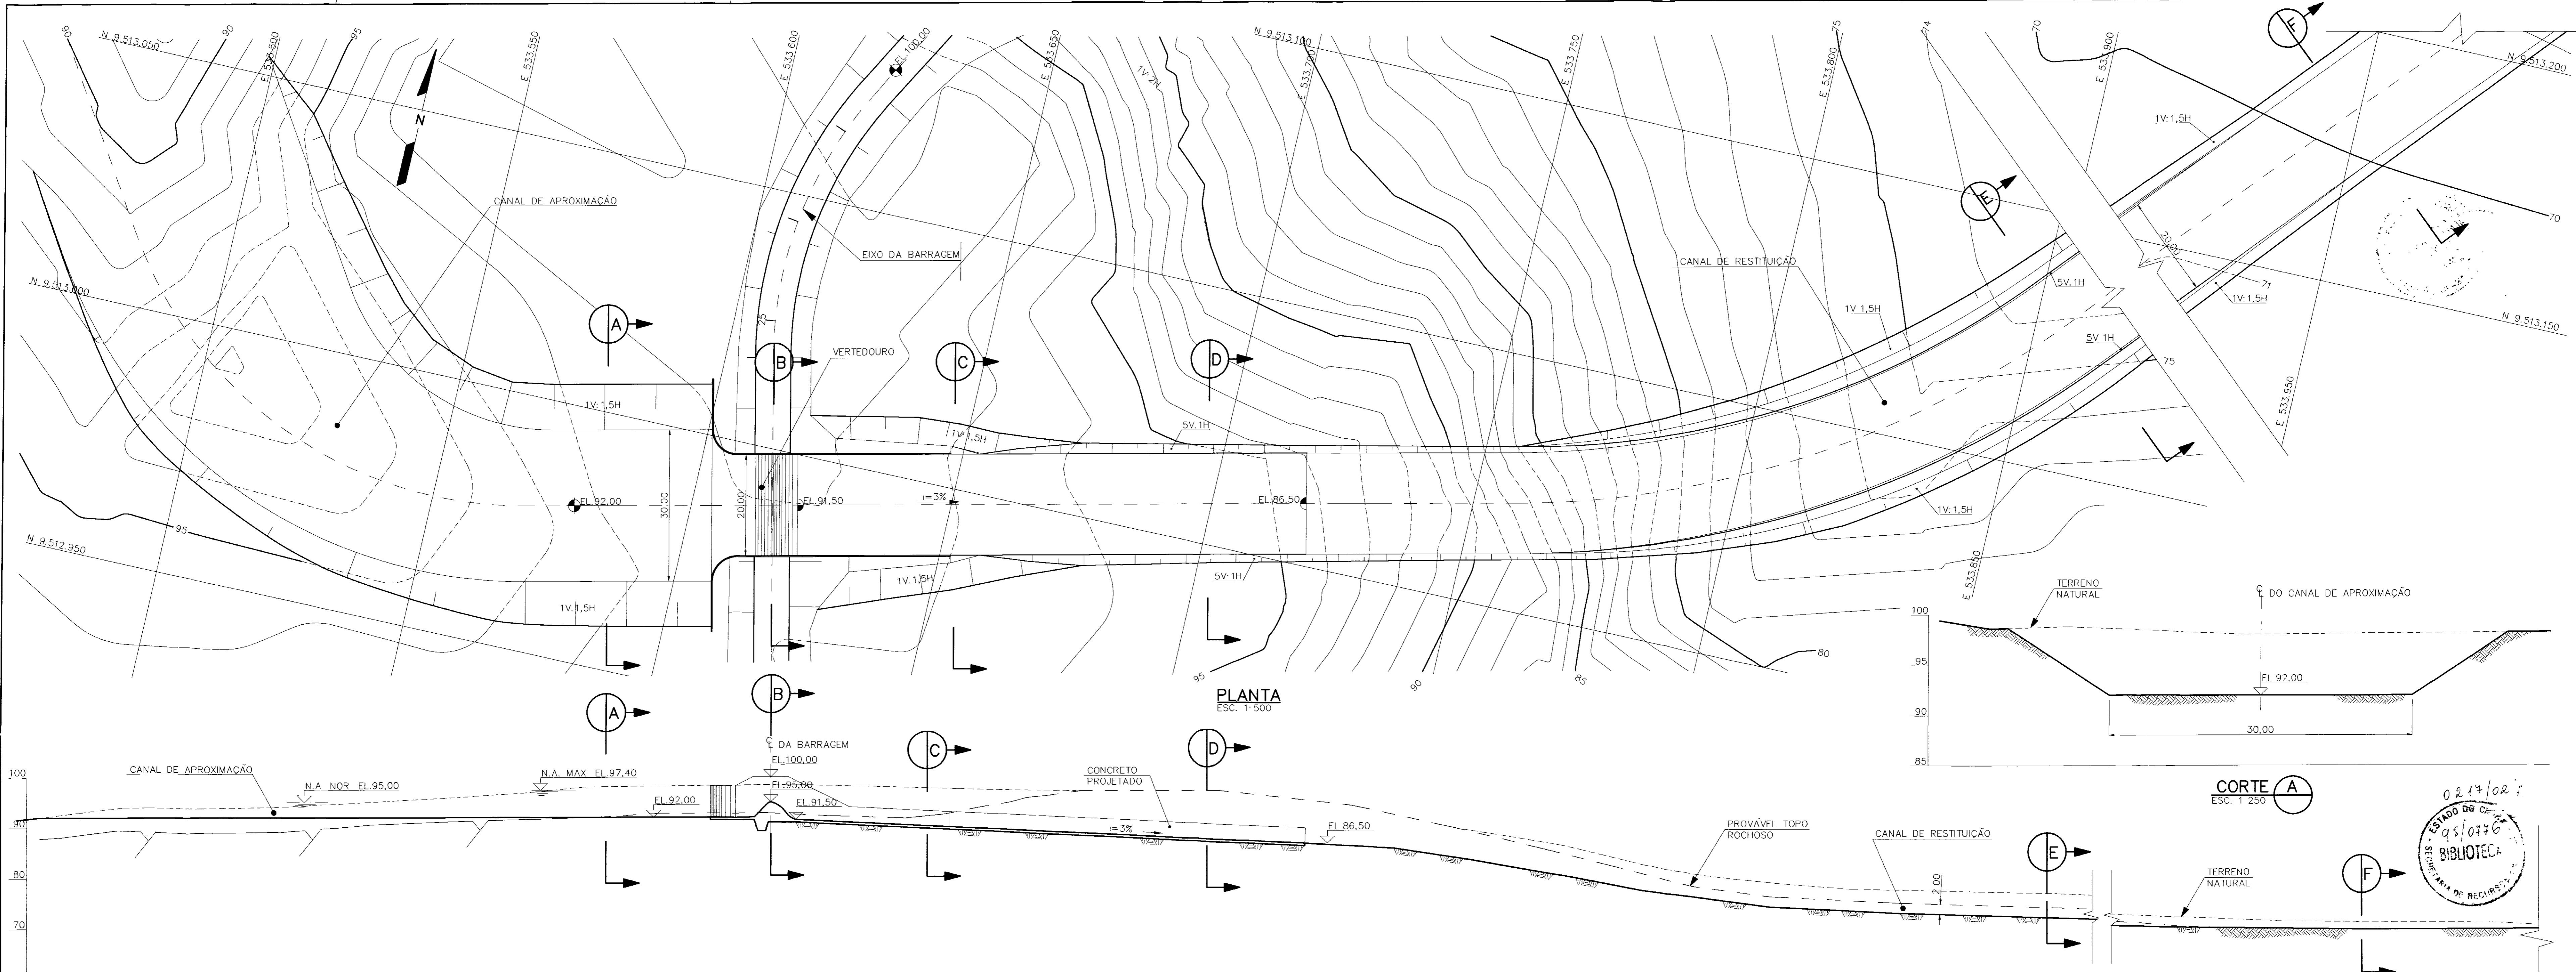 90
N 9.513.050
90
E 533.500
95
E 533.550
E 533.600
EL.100,00
E 533.650
1V:2H
N 9.513.100
E 533.700
E 533.750
75
E 533.800
74
70
E 533.900
F
N 9.513.200
N
1V:1,5H
CANAL DE APROXIMAÇÃO
E
70
EIXO DA BARRAGEM
CANAL DE RESTITUIÇÃO
20,00
N 9.513.000
5V.1H
71
1V:1,5H
1V 1,5H
N 9.513.150
A
25
B
VERTEDOURO
C
D
5V 1H
75
E 533.950
1V:1,5H
1V:1,5H
5V.1H
EL.92,00
30.00
20,00
EL.91,50
i=3%
EL.86,50
1V:1,5H
95
N 9.512.950
1V.1,5H
1V.1,5H
5V:1H
E 533.850
80
95
90
85
PLANTA
ESC. 1:500
TERRENO
NATURAL
℄ DO CANAL DE APROXIMAÇÃO
100
95
90
85
EL 92,00
30,00
CORTE A
ESC. 1 250
A
B
C
D
℄ DA BARRAGEM
EL.100,00
EL.95,00
EL.91,50
CANAL DE APROXIMAÇÃO
N.A NOR EL.95,00
N.A. MAX EL.97,40
EL.92,00
CONCRETO
PROJETADO
i=3%
EL.86,50
PROVÁVEL TOPO
ROCHOSO
CANAL DE RESTITUIÇÃO
2,00
E
TERRENO
NATURAL
F
100
90
80
70
0217/02
95/0776
BIBLIOTECA